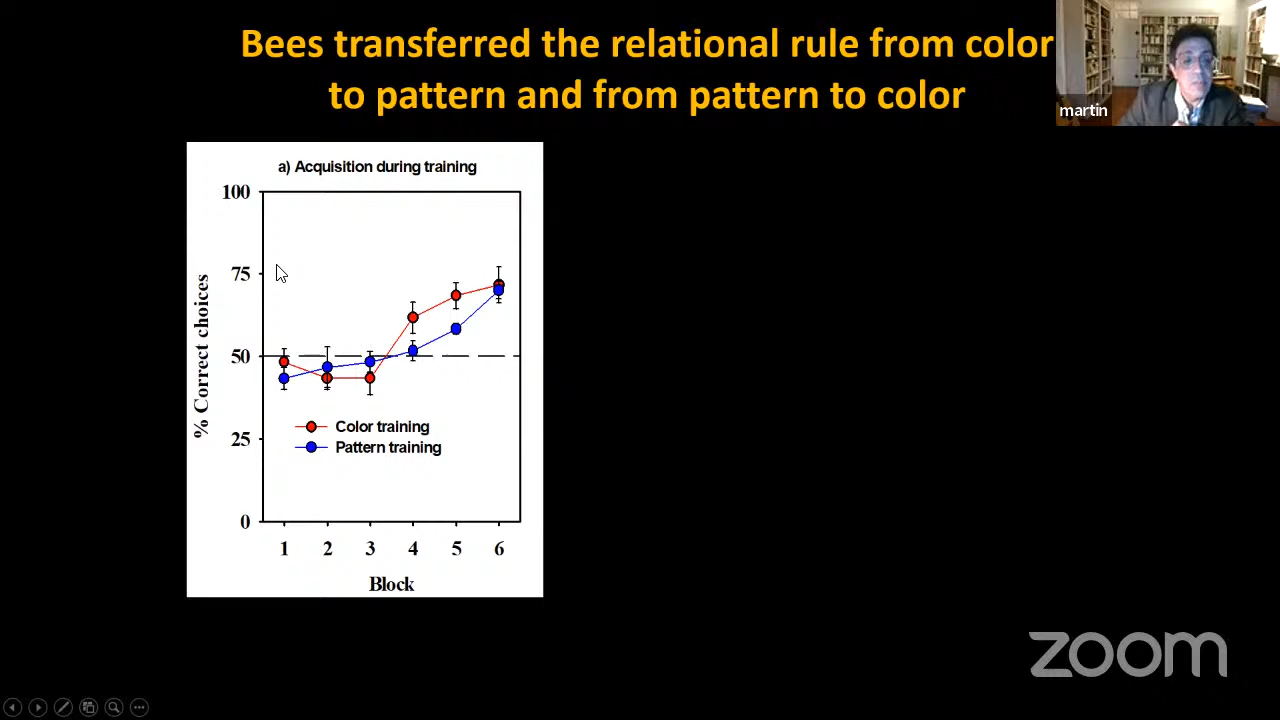 Bees transferred the relational rule from color
to pattern and from pattern to color
martin
a) Acquisition during training
100
75
50
25
0
% Correct choices
Color training
Pattern training
1 2 3 4 5 6
Block
zoom